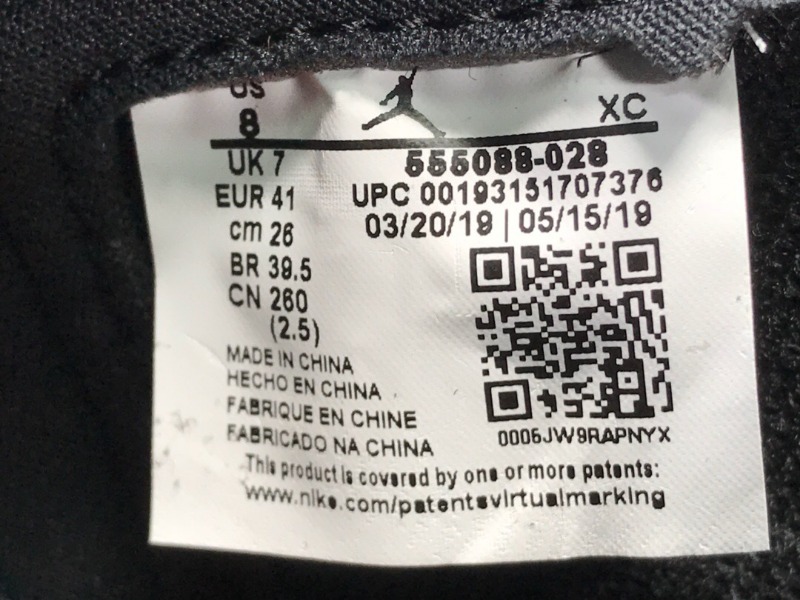 US
8
XC
UK 7
EUR 41
cm 26
BR 39.5
CN 260
(2.5)
555088-028
UPC 00193151707376
03/20/19 | 05/15/19
0006JW9RAPNYX
MADE IN CHINA
HECHO EN CHINA
FABRIQUE EN CHINE
FABRICADO NA CHINA
This product is covered by one or more patents:
www.nike.com/patentsvirtualmarking